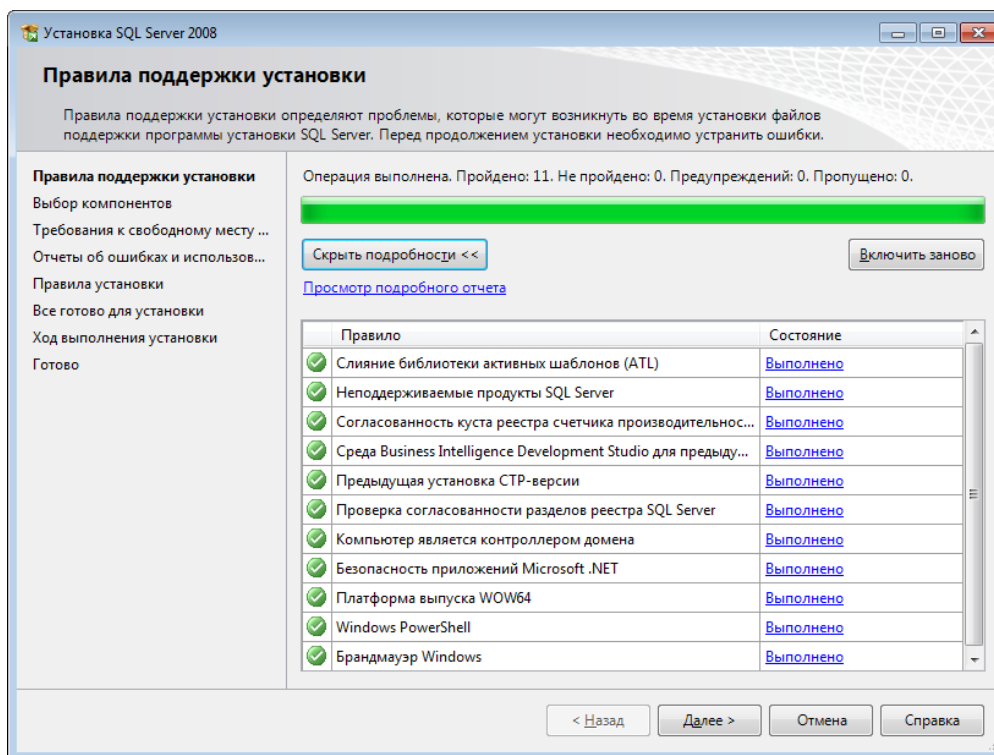 Установка SQL Server 2008
Правила поддержки установки
Правила поддержки установки определяют проблемы, которые могут возникнуть во время установки файлов
поддержки программы установки SQL Server. Перед продолжением установки необходимо устранить ошибки.
Правила поддержки установки
Выбор компонентов
Требования к свободному месту ...
Отчеты об ошибках и использов...
Правила установки
Все готово для установки
Ход выполнения установки
Готово
Операция выполнена. Пройдено: 11. Не пройдено: 0. Предупреждений: 0. Пропущено: 0.
Скрыть подробности <<
Включить заново
Просмотр подробного отчета
Правило Состояние
Слияние библиотеки активных шаблонов (ATL) Выполнено
Неподдерживаемые продукты SQL Server Выполнено
Согласованность куста реестра счетчика производительнос... Выполнено
Среда Business Intelligence Development Studio для предыду... Выполнено
Предыдущая установка CTP-версии Выполнено
Проверка согласованности разделов реестра SQL Server Выполнено
Компьютер является контроллером домена Выполнено
Безопасность приложений Microsoft .NET Выполнено
Платформа выпуска WOW64 Выполнено
Windows PowerShell Выполнено
Брандмауэр Windows Выполнено
< Назад Далее > Отмена Справка